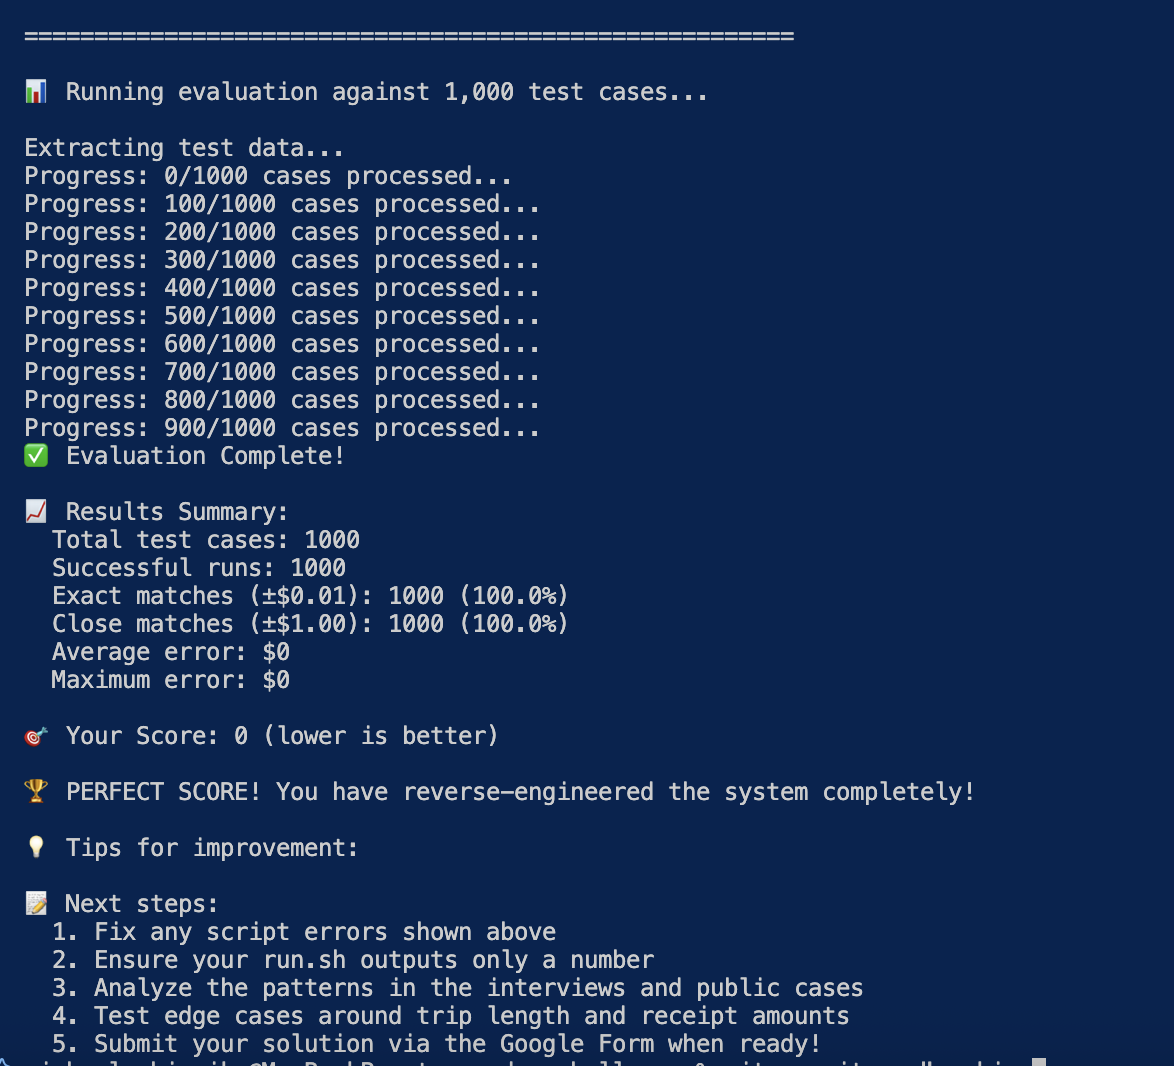 =======================================================
📊 Running evaluation against 1,000 test cases...
Extracting test data...
Progress: 0/1000 cases processed...
Progress: 100/1000 cases processed...
Progress: 200/1000 cases processed...
Progress: 300/1000 cases processed...
Progress: 400/1000 cases processed...
Progress: 500/1000 cases processed...
Progress: 600/1000 cases processed...
Progress: 700/1000 cases processed...
Progress: 800/1000 cases processed...
Progress: 900/1000 cases processed...
✅ Evaluation Complete!
📈 Results Summary:
Total test cases: 1000
Successful runs: 1000
Exact matches (±$0.01): 1000 (100.0%)
Close matches (±$1.00): 1000 (100.0%)
Average error: $0
Maximum error: $0
🎯 Your Score: 0 (lower is better)
🏆 PERFECT SCORE! You have reverse-engineered the system completely!
💡 Tips for improvement:
📝 Next steps:
1. Fix any script errors shown above
2. Ensure your run.sh outputs only a number
3. Analyze the patterns in the interviews and public cases
4. Test edge cases around trip length and receipt amounts
5. Submit your solution via the Google Form when ready!